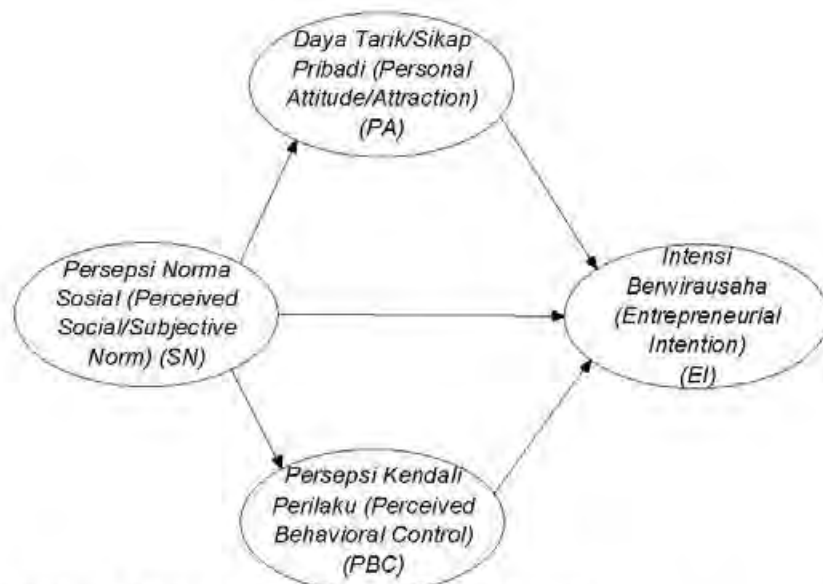 Daya Tarik/Sikap
Pribadi (Personal
Attitude/Attraction)
(PA)
Persepsi Norma
Sosial (Perceived
Social/Subjective
Norm) (SN)
Intensi
Berwirausaha
(Entrepreneurial
Intention)
(EI)
Persepsi Kendali
Perilaku (Perceived
Behavioral Control)
(PBC)